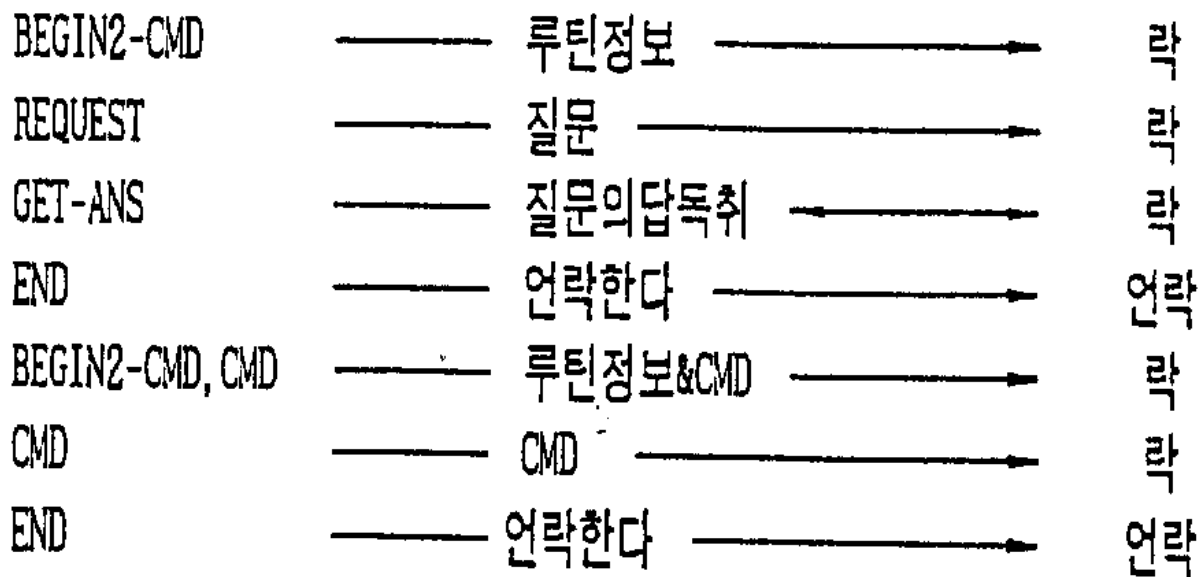 BEGIN2-CMD 루틴정보 락
REQUEST 질문 락
GET-ANS 질문의답독취 락
END 언락한다 언락
BEGIN2-CMD, CMD 루틴정보&CMD 락
CMD CMD 락
END 언락한다 언락